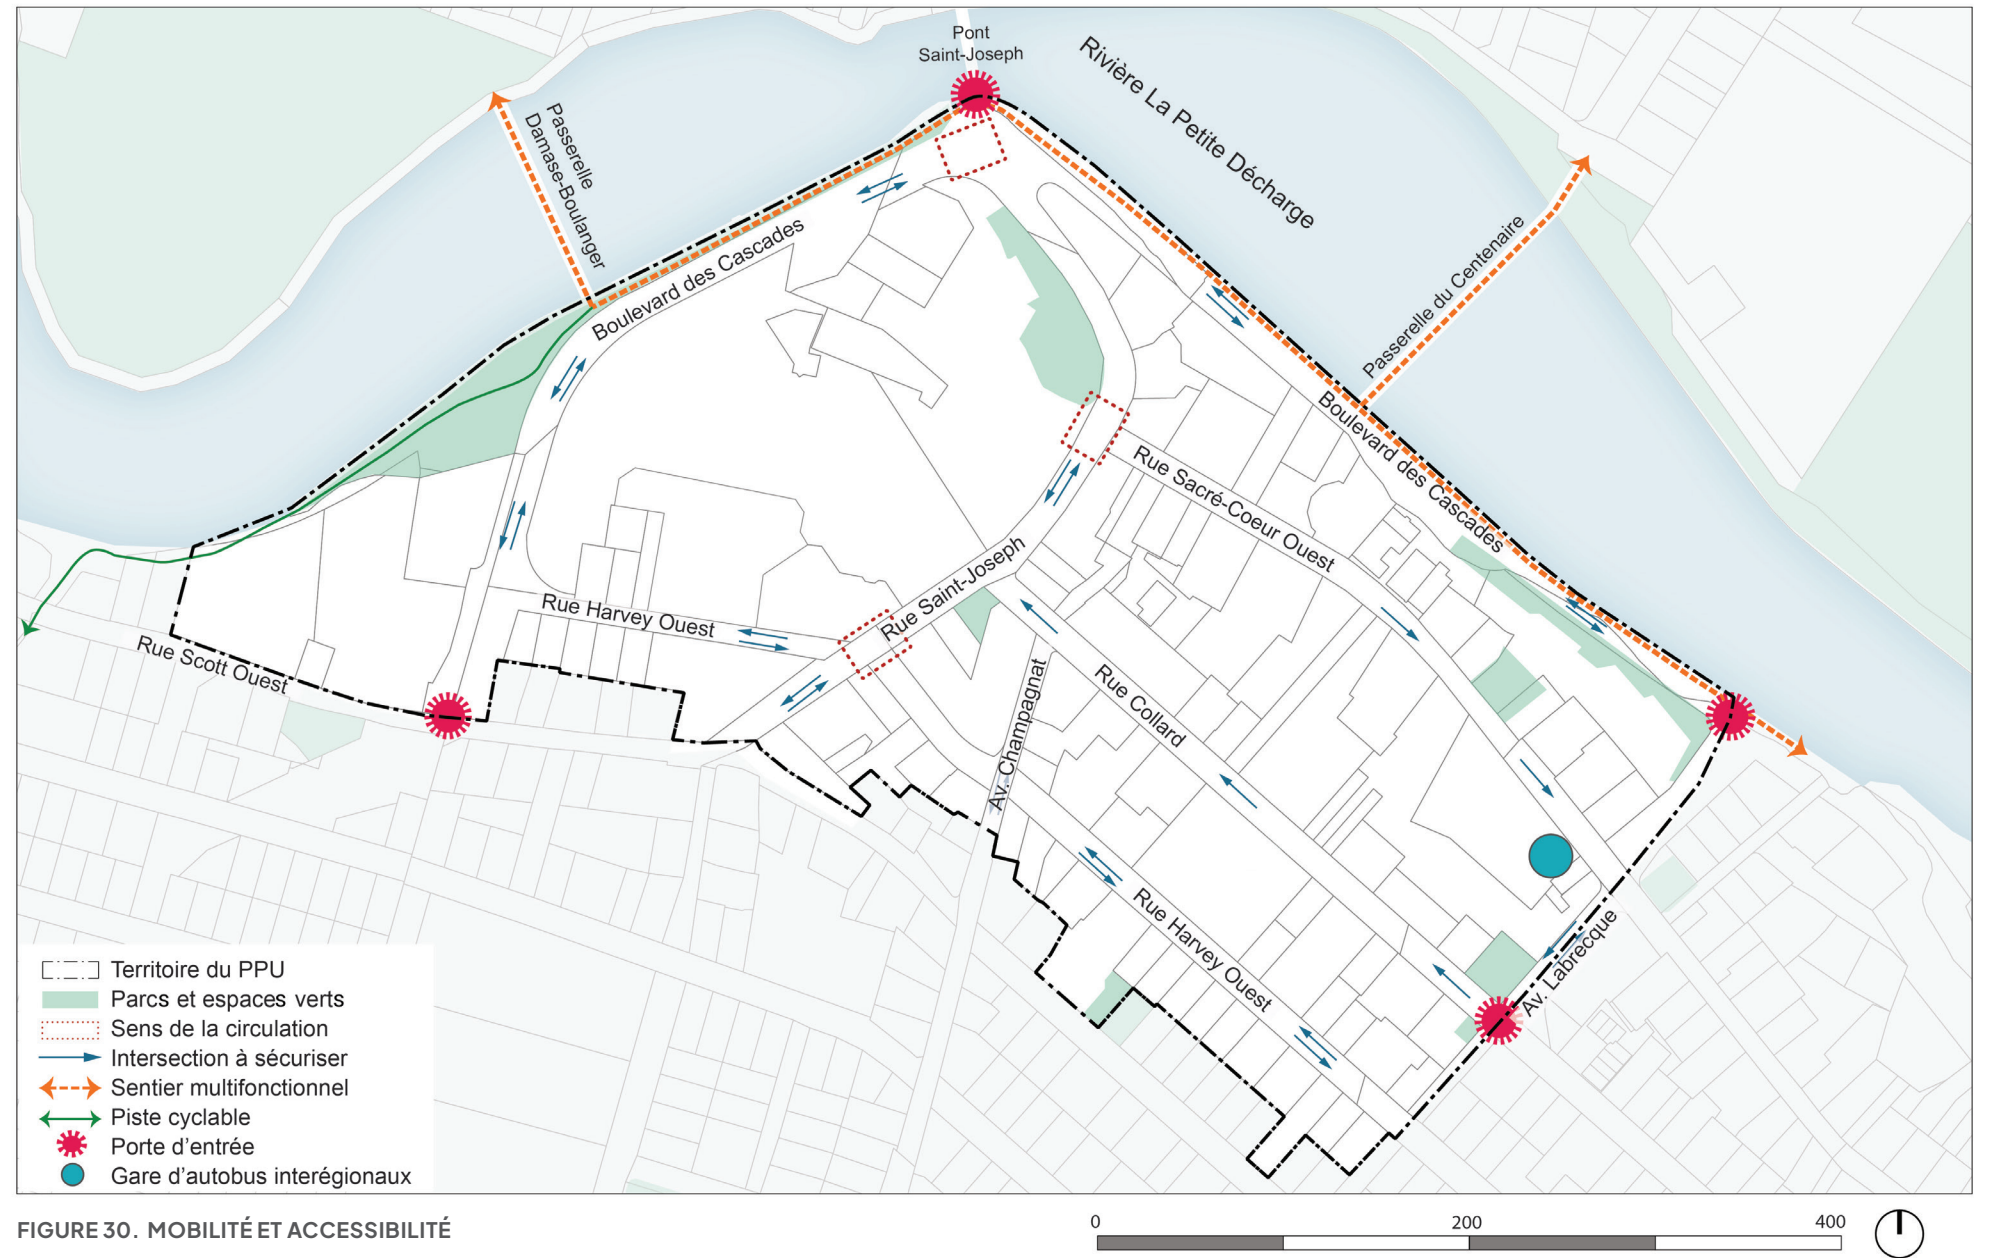 Pont
Saint-Joseph
Rivière La Petite Décharge
Passerelle
Damase-Boulanger
Boulevard des Cascades
Passerelle du Centenaire
Boulevard des Cascades
Rue Sacré-Coeur Ouest
Rue Saint-Joseph
Rue Harvey Ouest
Rue Scott Ouest
Av. Champagnat
Rue Collard
Rue Harvey Ouest
Av. Labrecque
Territoire du PPU
Parcs et espaces verts
Sens de la circulation
Intersection à sécuriser
Sentier multifonctionnel
Piste cyclable
Porte d'entrée
Gare d'autobus interégionaux
FIGURE 30. MOBILITÉ ET ACCESSIBILITÉ
0 200 400